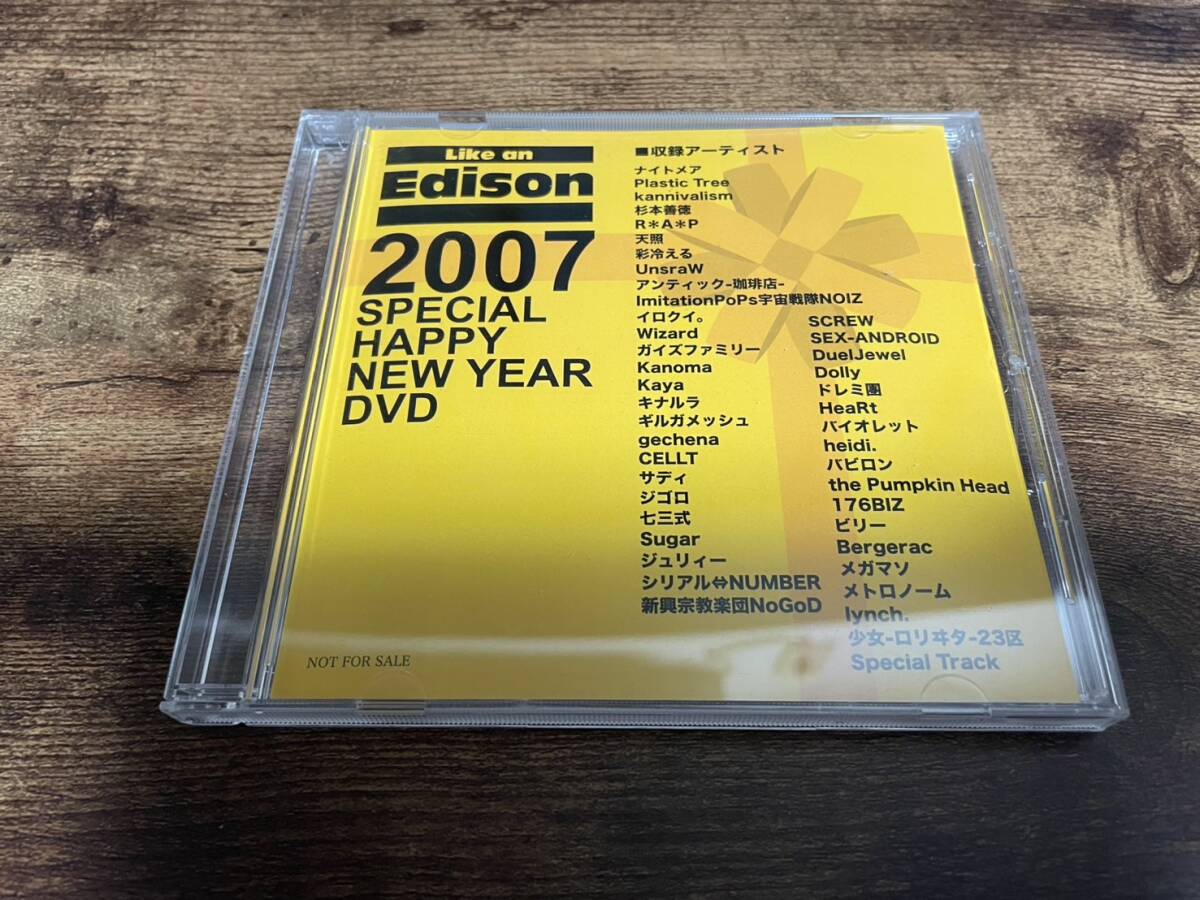 Like an
Edison
2007
SPECIAL
HAPPY
NEW YEAR
DVD
NOT FOR SALE
■収録アーティスト
ナイトメア
Plastic Tree
kannivalism
杉本善徳
R＊A＊P
天照
彩冷える
UnsraW
アンティック-珈琲店-
ImitationPoPs宇宙戦隊NOIZ
イロクイ。
Wizard
ガイズファミリー
Kanoma
Kaya
キナルラ
ギルガメッシュ
gechena
CELLT
サディ
ジゴロ
七三式
Sugar
ジュリィー
シリアル⇔NUMBER
新興宗教楽団NoGoD
SCREW
SEX-ANDROID
DuelJewel
Dolly
ドレミ團
HeaRt
バイオレット
heidi.
バビロン
the Pumpkin Head
176BIZ
ビリー
Bergerac
メガマソ
メトロノーム
lynch.
少女-ロリヰタ-23区
Special Track